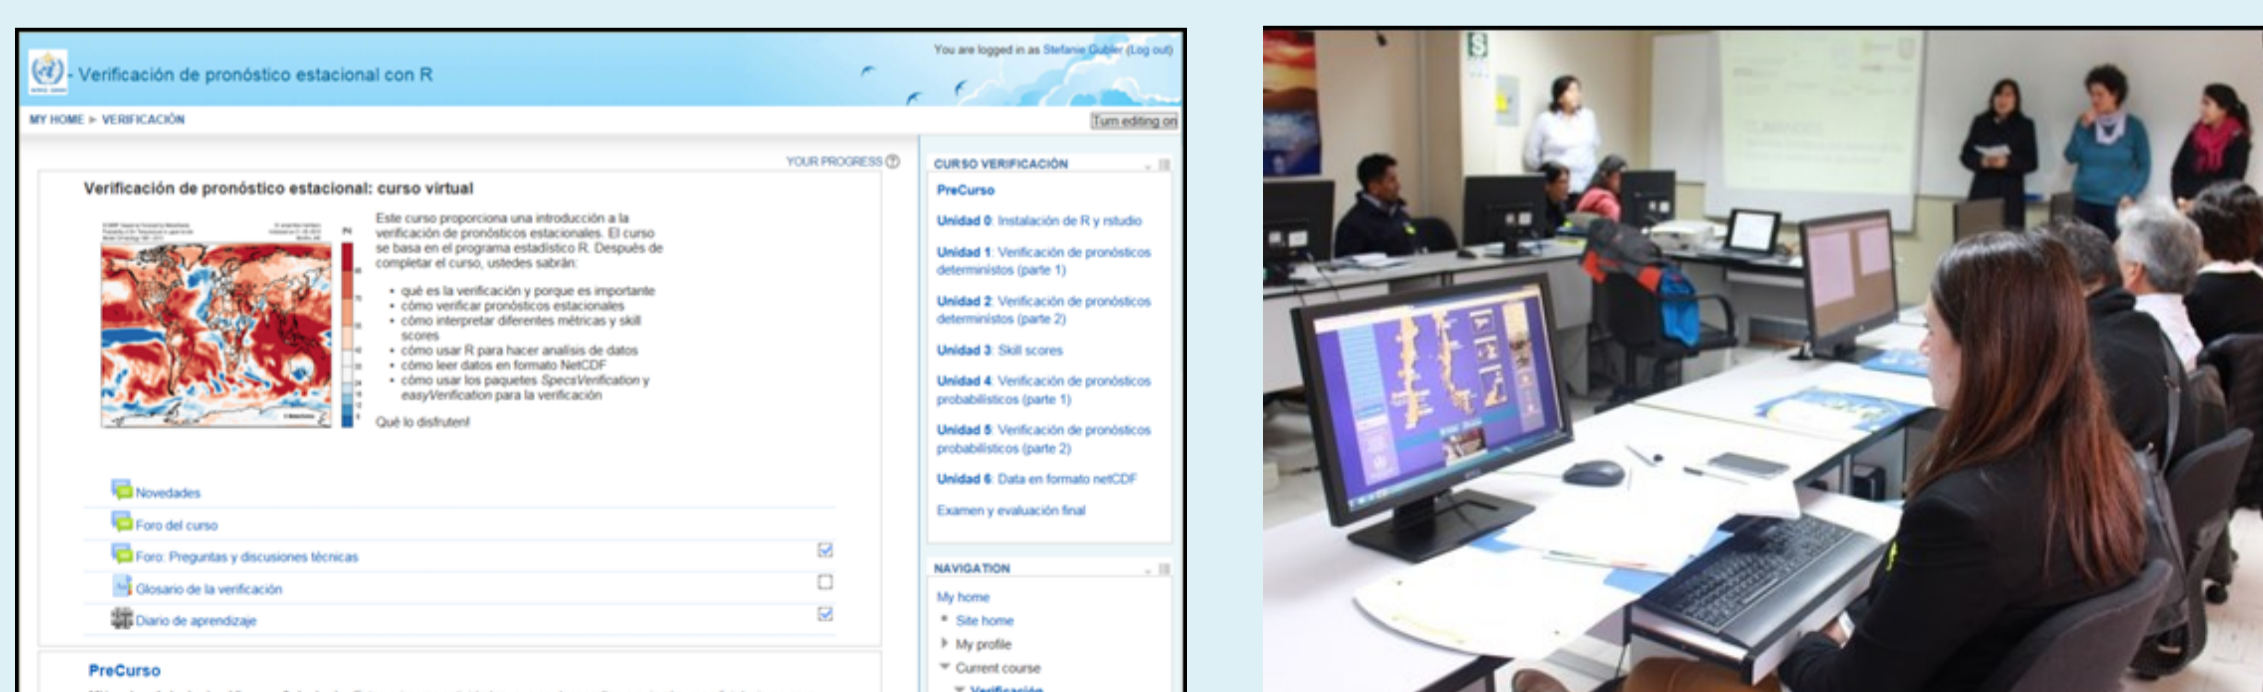 You are logged in as Stefanie Gubler (Log out)
- Verificación de pronóstico estacional con R
MY HOME ► VERIFICACIÓN
Turn editing on
YOUR PROGRESS
Verificación de pronóstico estacional: curso virtual
Este curso proporciona una introducción a la
verificación de pronósticos estacionales. El curso
se basa en el programa estadístico R. Después de
completar el curso, ustedes sabrán:
• qué es la verificación y porque es importante
• cómo verificar pronósticos estacionales
• cómo interpretar diferentes métricas y skill
scores
• cómo usar R para hacer analísis de datos
• cómo leer datos en formato NetCDF
• cómo usar los paquetes SpecsVerification y
easyVerification para la verificación
Qué lo disfruten!
Novedades
Foro del curso
Foro: Preguntas y discusiones técnicas
Glosario de la verificación
Diario de aprendizaje
PreCurso
CURSO VERIFICACIÓN
PreCurso
Unidad 0: Instalación de R y rstudio
Unidad 1: Verificación de pronósticos
determinístos (parte 1)
Unidad 2: Verificación de pronósticos
determinístos (parte 2)
Unidad 3: Skill scores
Unidad 4: Verificación de pronósticos
probabilísticos (parte 1)
Unidad 5: Verificación de pronósticos
probabilísticos (parte 2)
Unidad 6: Data en formato netCDF
Examen y evaluación final
NAVIGATION
My home
Site home
My profile
Current course
Verificación
S